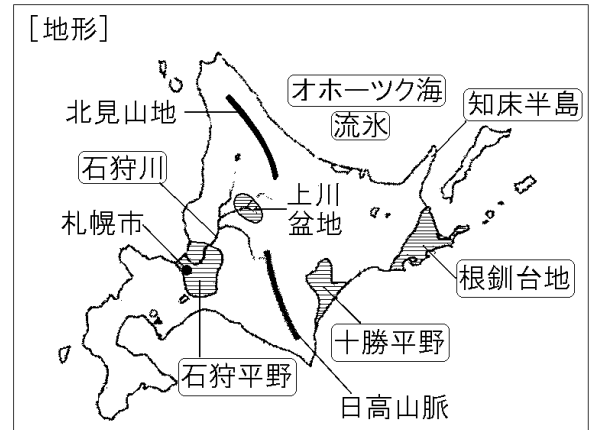 [地形]
オホーツク海
流氷
知床半島
北見山地
石狩川
上川
盆地
札幌市
根釧台地
十勝平野
石狩平野
日高山脈